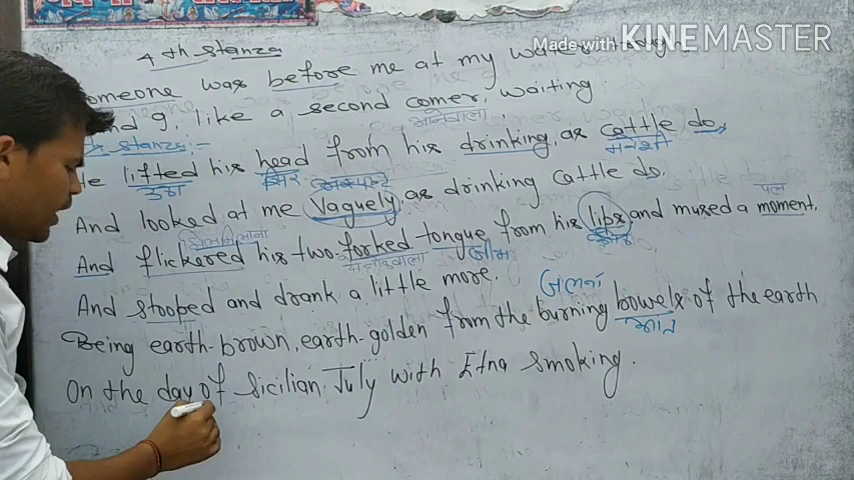 Made with KINEMASTER
4th stanza
Someone was before me at my water
and I, like a second comer, waiting.
आनेवाला
stanza:-
He lifted his head from his drinking, as cattle do,
उठा सिर मवेशी
And looked at me vaguely, as drinking cattle do.
पल
And flickered his two forked tongue from his lips and mused a moment,
झिलमिलाना जीभ
And stooped and drank a little more.
जलना
Being earth-brown, earth-golden from the burning bowels of the earth
आंत
On the day of Sicilian July with Etna smoking.